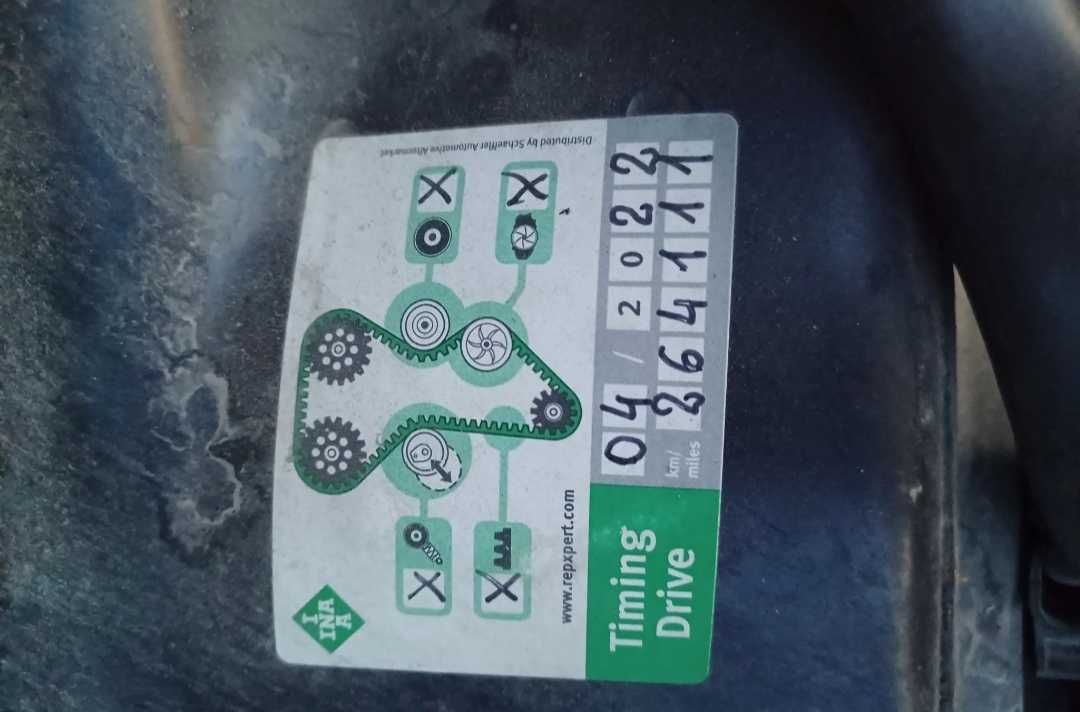 I
INA
A
Distributed by Schaeffler Automotive Aftermarket
www.repxpert.com
Timing
Drive
04 / 2022
km/
miles
264111